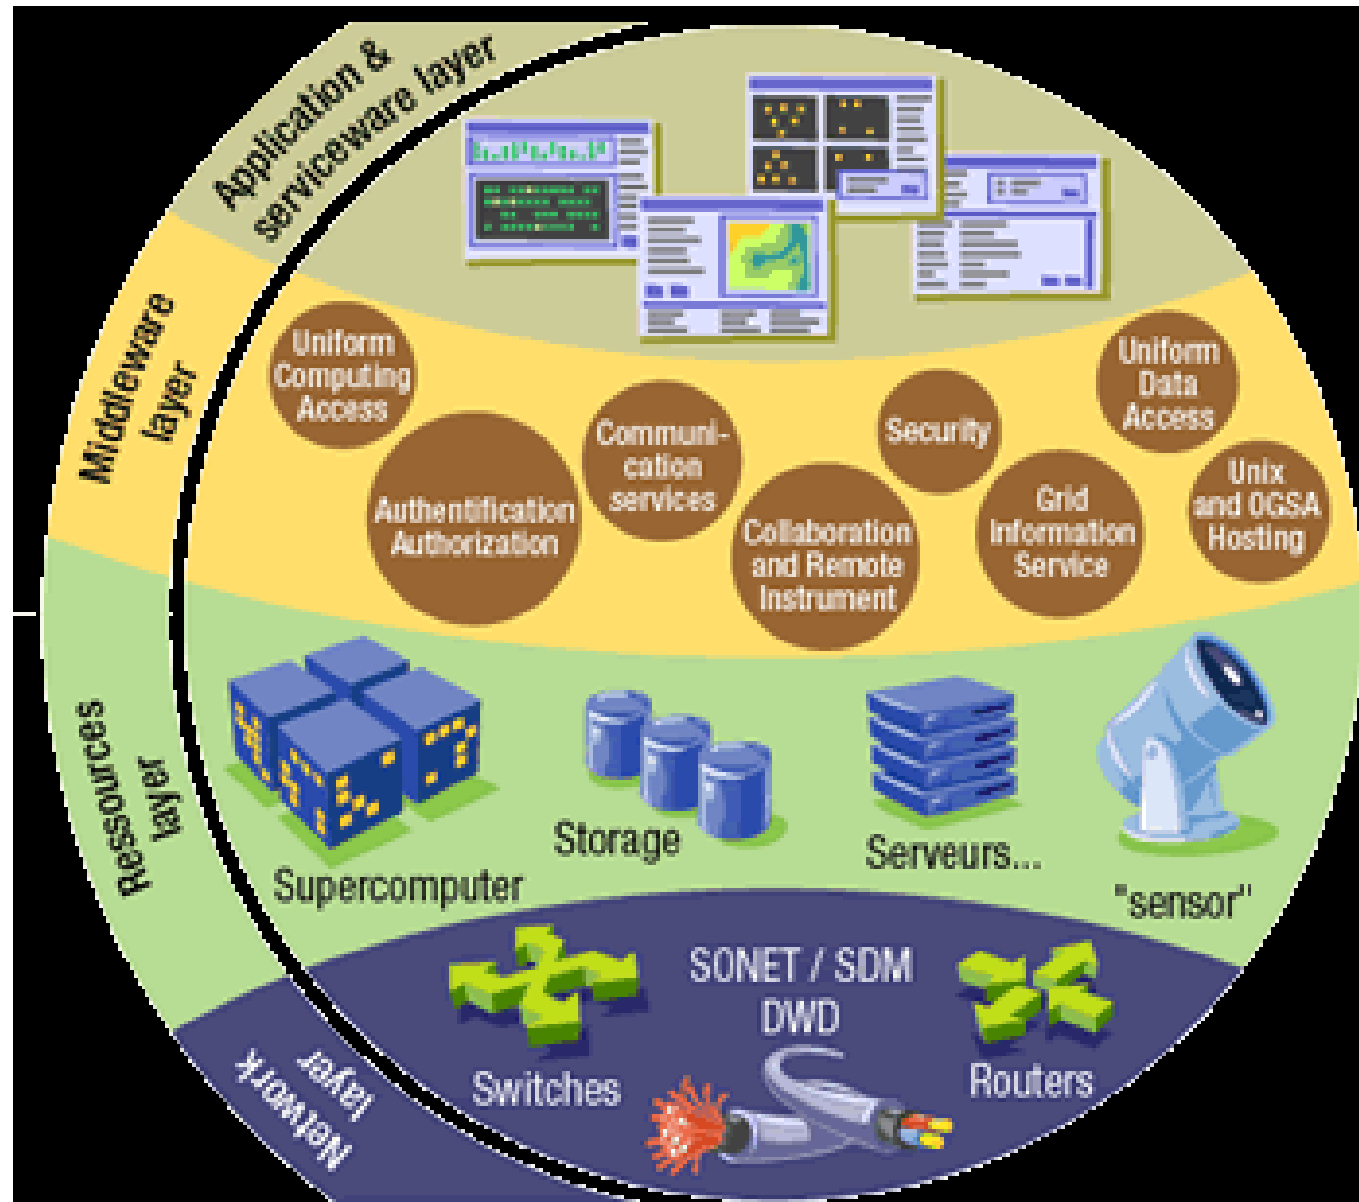 Application &
serviceware layer
Middleware
layer
Uniform
Computing
Access
Authentification
Authorization
Communi-
cation
services
Collaboration
and Remote
Instrument
Security
Grid
Information
Service
Uniform
Data
Access
Unix
and OGSA
Hosting
Ressources
layer
Supercomputer
Storage
Serveurs...
"sensor"
Network
layer
Switches
SONET / SDM
DWD
Routers